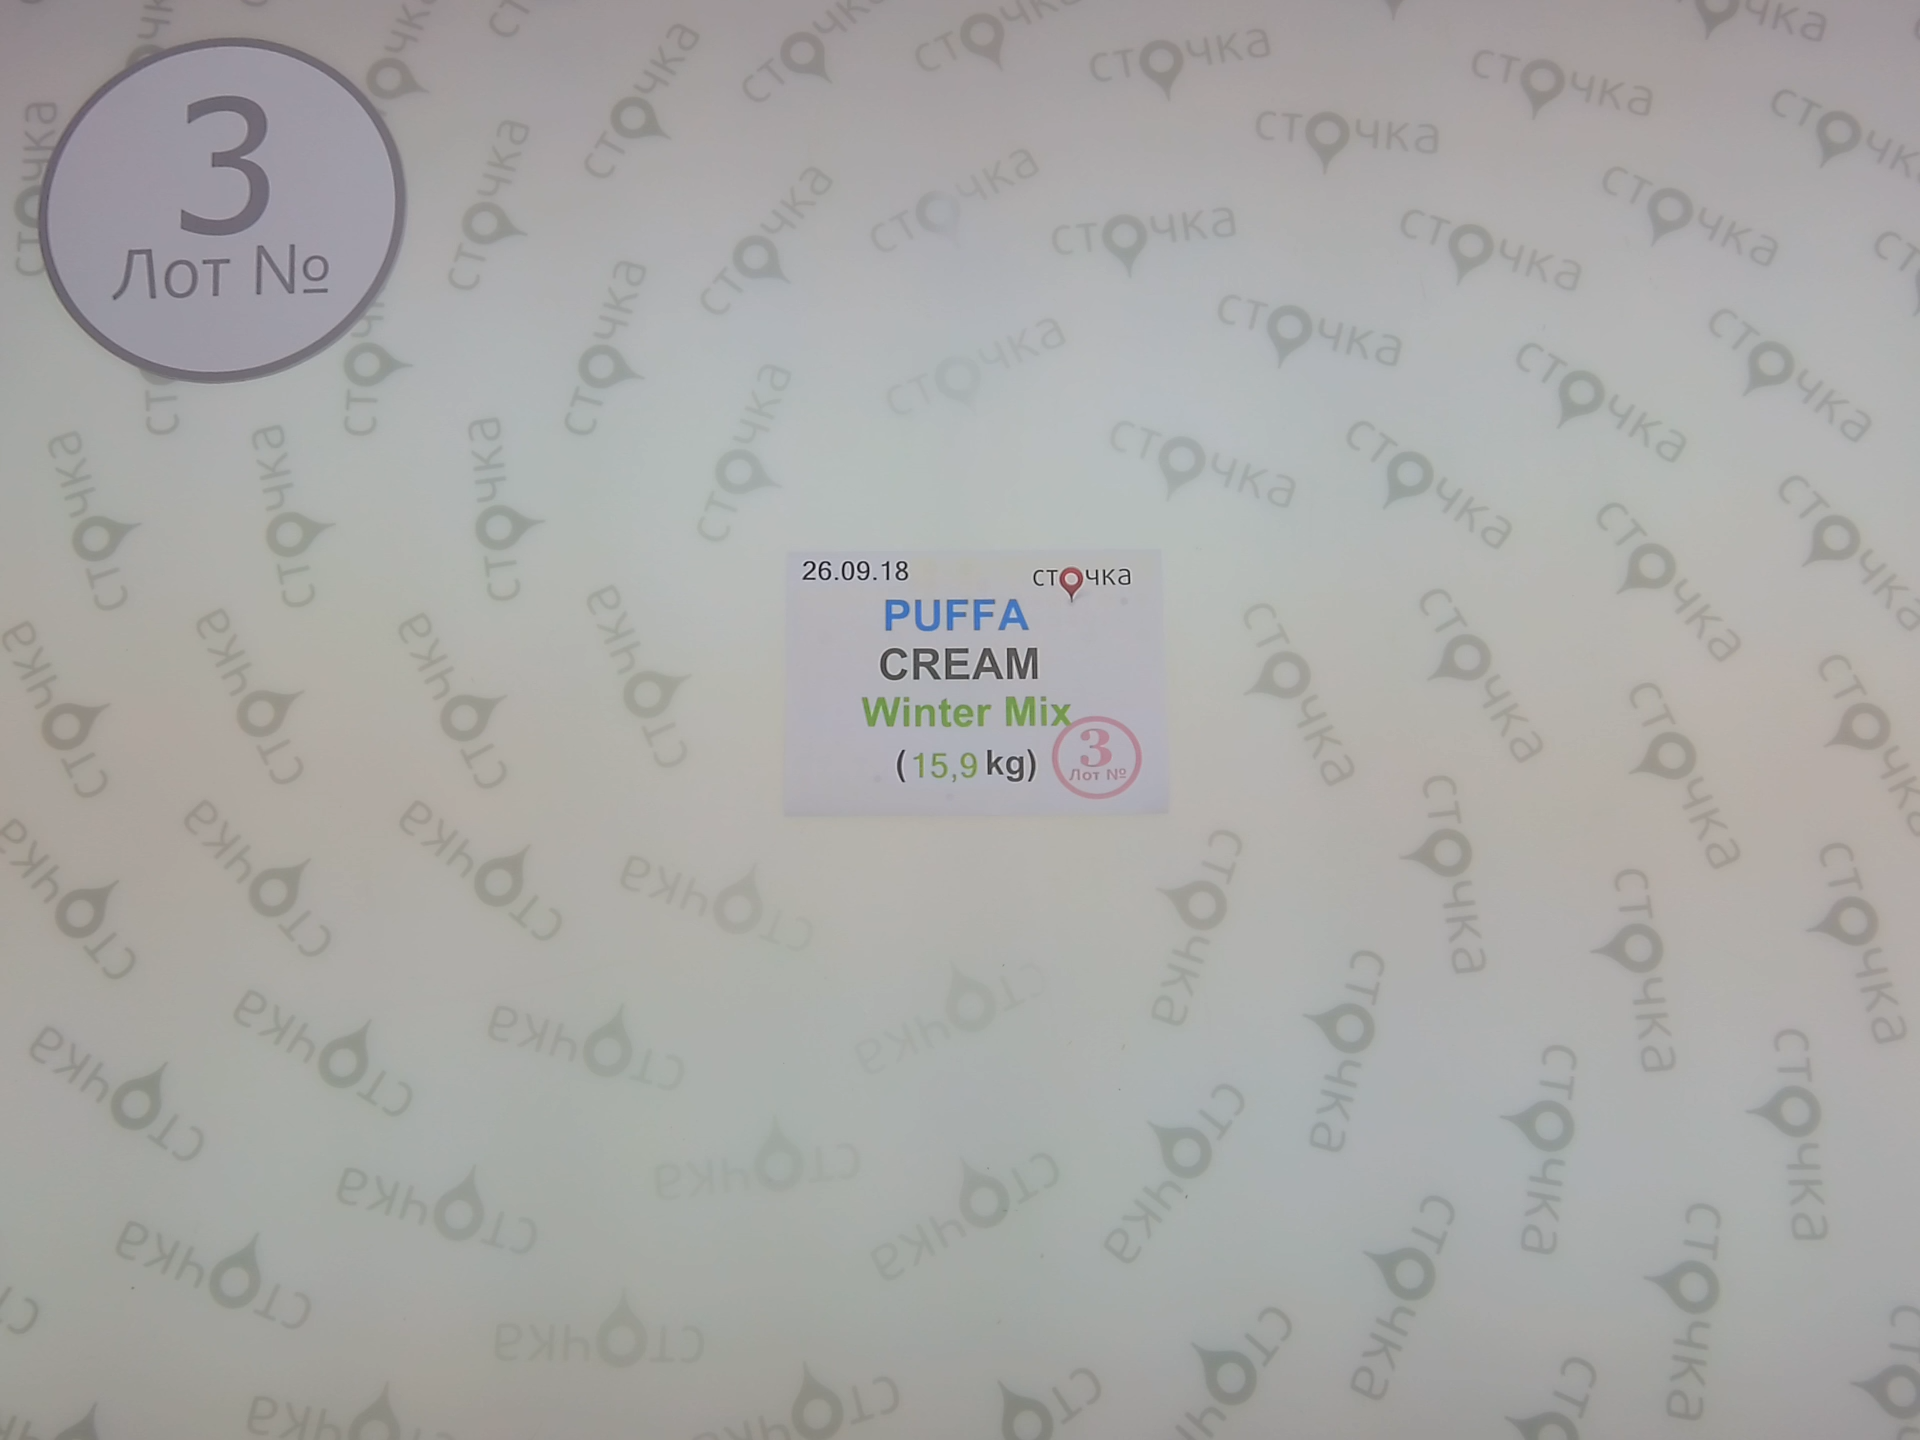 3
Лот №
26.09.18
сточка
PUFFA
CREAM
Winter Mix
(15,9 kg)
3
Лот №